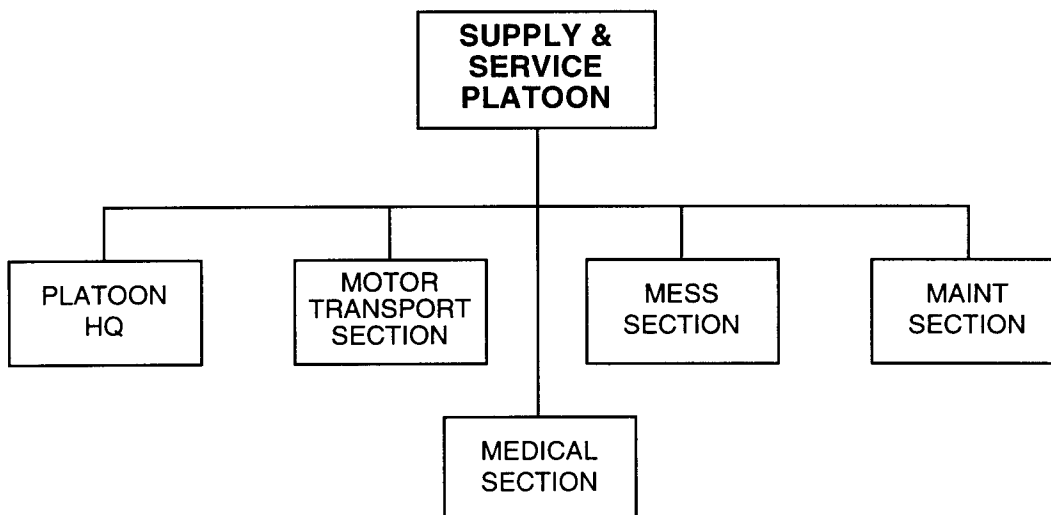 SUPPLY &
SERVICE
PLATOON
PLATOON
HQ
MOTOR
TRANSPORT
SECTION
MESS
SECTION
MAINT
SECTION
MEDICAL
SECTION